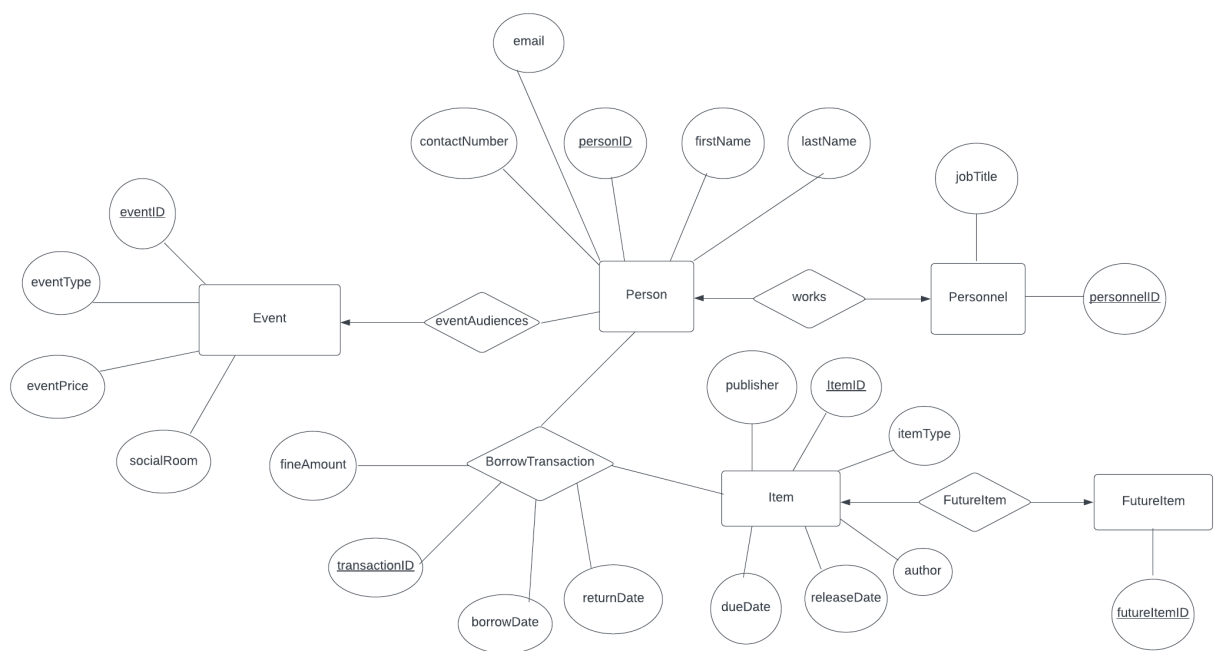 email
contactNumber
personID
firstName
lastName
jobTitle
eventID
eventType
Event
eventAudiences
Person
works
Personnel
personnelID
eventPrice
publisher
ItemID
itemType
socialRoom
fineAmount
BorrowTransaction
Item
FutureItem
FutureItem
transactionID
borrowDate
returnDate
dueDate
releaseDate
author
futureItemID